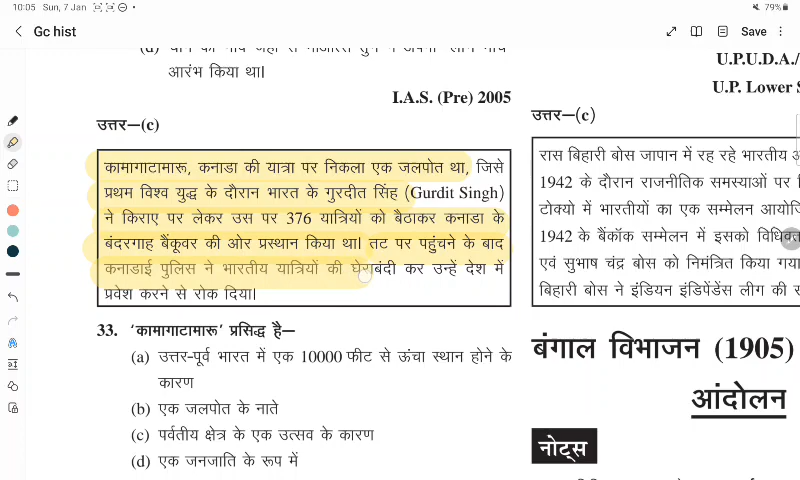 10:05 Sun, 7 Jan
79%
Gc hist
Save
आरंभ किया था।
I.A.S. (Pre) 2005
उत्तर–(c)
कामागाटामारू, कनाडा की यात्रा पर निकला एक जलपोत था, जिसे
प्रथम विश्व युद्ध के दौरान भारत के गुरदीत सिंह (Gurdit Singh)
ने किराए पर लेकर उस पर 376 यात्रियों को बैठाकर कनाडा के
बंदरगाह बैंकूवर की ओर प्रस्थान किया था। तट पर पहुंचने के बाद
कनाडाई पुलिस ने भारतीय यात्रियों की घेराबंदी कर उन्हें देश में
प्रवेश करने से रोक दिया।
33. ‘कामागाटामारू’ प्रसिद्ध है–
(a) उत्तर-पूर्व भारत में एक 10000 फीट से ऊंचा स्थान होने के
कारण
(b) एक जलपोत के नाते
(c) पर्वतीय क्षेत्र के एक उत्सव के कारण
(d) एक जनजाति के रूप में
U.P.U.D.A./
U.P. Lower
उत्तर–(c)
रास बिहारी बोस जापान में रह रहे भारतीय
1942 के दौरान राजनीतिक समस्याओं पर
टोक्यो में भारतीयों का एक सम्मेलन
1942 के बैंकॉक सम्मेलन में इसको
एवं सुभाष चंद्र बोस को निमंत्रित किया गया
बिहारी बोस ने इंडियन इंडिपेंडेंस लीग की
बंगाल विभाजन (1905)
आंदोलन
नोट्स